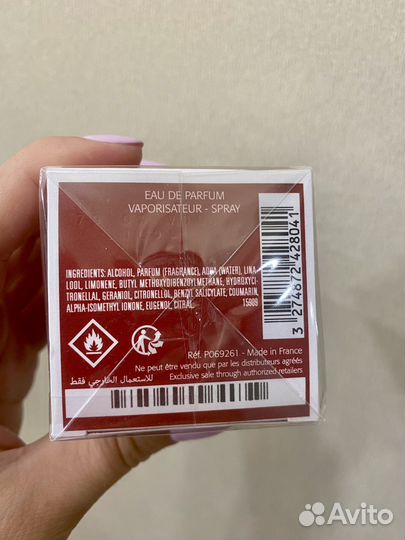 EAU DE PARFUM
VAPORISATEUR - SPRAY
INGREDIENTS: ALCOHOL, PARFUM (FRAGRANCE), AQUA (WATER), LINA
LOOL, LIMONENE, BUTYL METHOXYDIBENZOYLMETHANE, HYDROXYCI
TRONELLAL, GERANIOL, CITRONELLOL, BENZYL SALICYLATE, COUMARIN,
ALPHA-ISOMETHYL IONONE, EUGENOL, CITRAL.
15909
3 274872 428041
Réf. P069261 - Made in France
Ne peut être vendu que par les distributeurs agréés
Exclusive sale through authorized retailers
للاستعمال الخارجي فقط
Avito